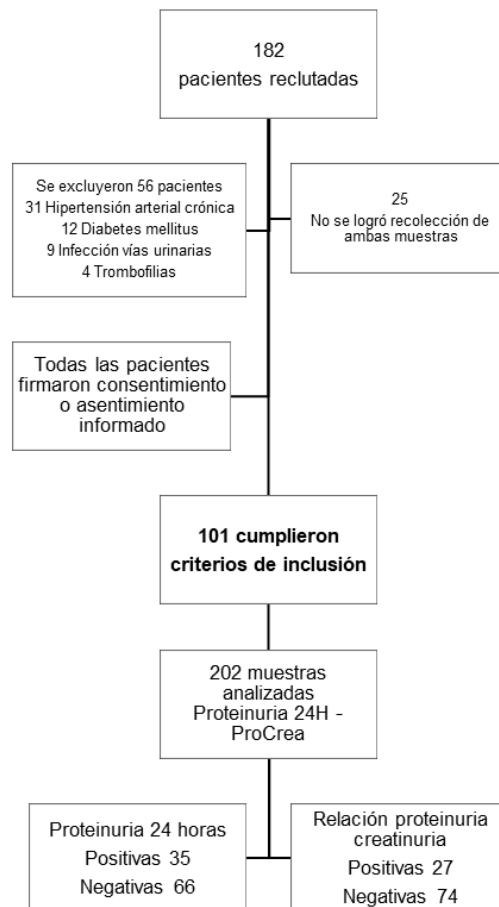 182
pacientes reclutadas
Se excluyeron 56 pacientes
31 Hipertensión arterial crónica
12 Diabetes mellitus
9 Infección vías urinarias
4 Trombofilias
25
No se logró recolección de
ambas muestras
Todas las pacientes
firmaron consentimiento
o asentimiento
informado
101 cumplieron
criterios de inclusión
202 muestras
analizadas
Proteinuria 24H -
ProCrea
Proteinuria 24 horas
Positivas 35
Negativas 66
Relación proteinuria
creatinuria
Positivas 27
Negativas 74